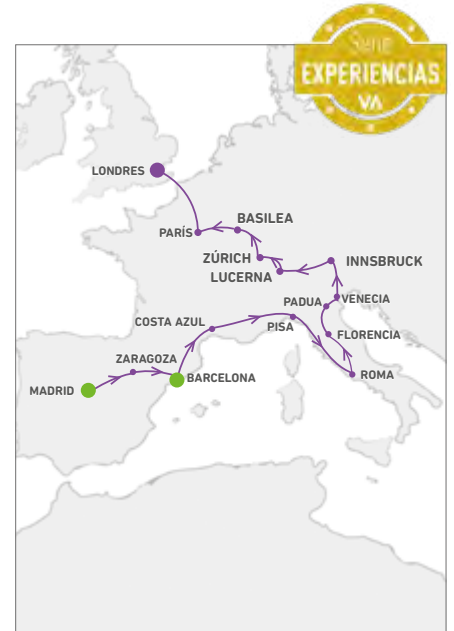 Serie
EXPERIENCIAS
VA
LONDRES
BASILEA
PARÍS
ZÚRICH
INNSBRUCK
LUCERNA
PADUA
VENECIA
COSTA AZUL
PISA
FLORENCIA
ZARAGOZA
ROMA
BARCELONA
MADRID